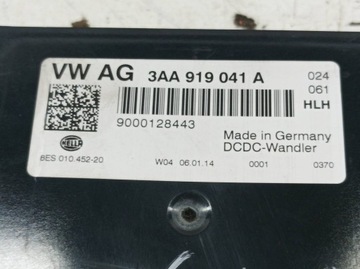 VW AG 3AA 919 041 A 024
061
HLH
9000128443
Made in Germany
DCDC-Wandler
HELLA
8ES 010.452-20 W04 06.01.14 0001 0370